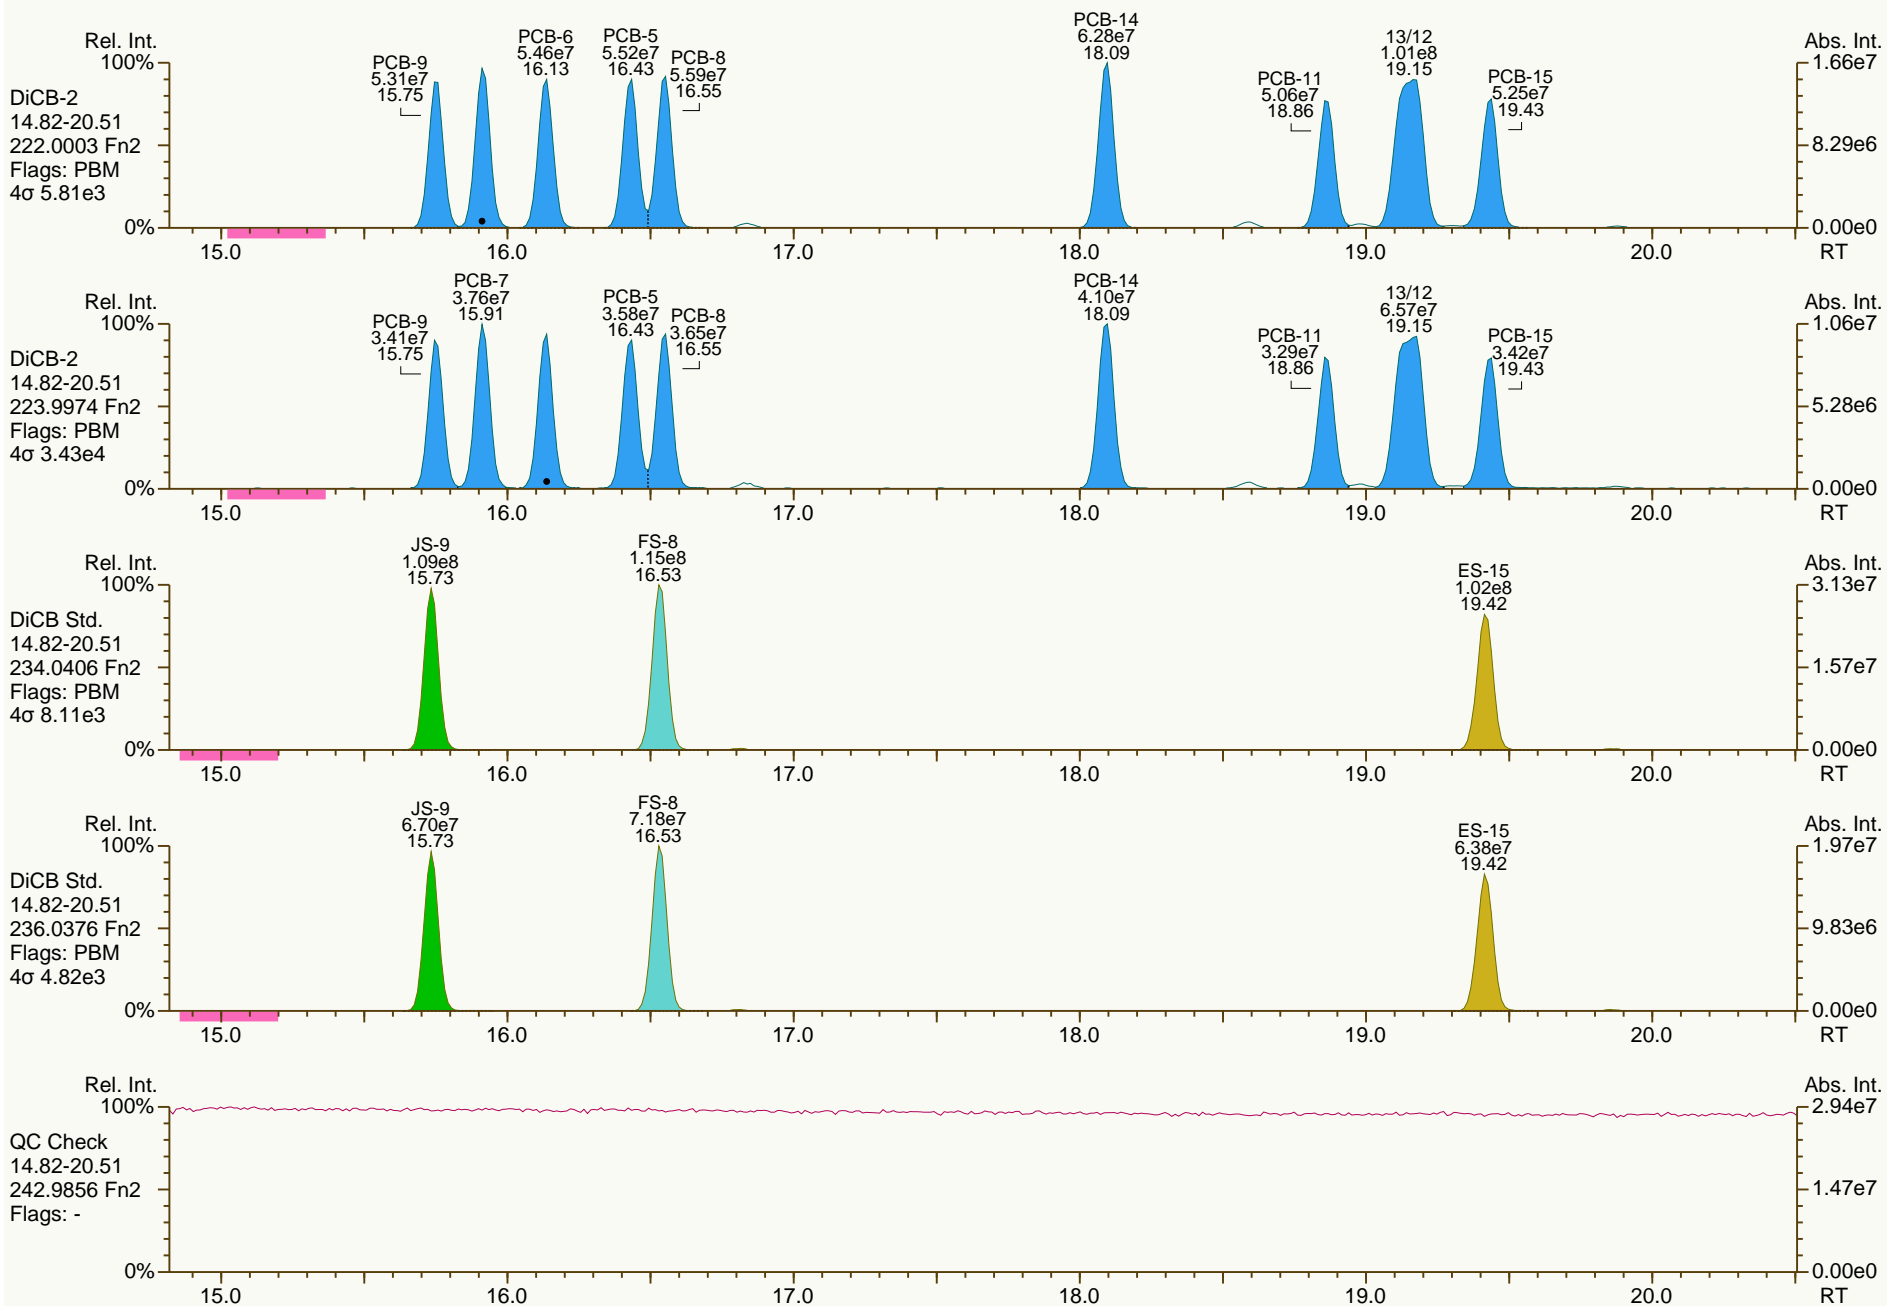 Rel. Int.
100%
0%
DiCB-2
14.82-20.51
222.0003 Fn2
Flags: PBM
4σ 5.81e3
PCB-9
5.31e7
15.75
PCB-6
5.46e7
16.13
PCB-5
5.52e7
16.43
PCB-8
5.59e7
16.55
PCB-14
6.28e7
18.09
PCB-11
5.06e7
18.86
13/12
1.01e8
19.15
PCB-15
5.25e7
19.43
Abs. Int.
1.66e7
8.29e6
0.00e0
15.0 16.0 17.0 18.0 19.0 20.0 RT
Rel. Int.
100%
0%
DiCB-2
14.82-20.51
223.9974 Fn2
Flags: PBM
4σ 3.43e4
PCB-9
3.41e7
15.75
PCB-7
3.76e7
15.91
PCB-5
3.58e7
16.43
PCB-8
3.65e7
16.55
PCB-14
4.10e7
18.09
PCB-11
3.29e7
18.86
13/12
6.57e7
19.15
PCB-15
3.42e7
19.43
Abs. Int.
1.06e7
5.28e6
0.00e0
15.0 16.0 17.0 18.0 19.0 20.0 RT
Rel. Int.
100%
0%
DiCB Std.
14.82-20.51
234.0406 Fn2
Flags: PBM
4σ 8.11e3
JS-9
1.09e8
15.73
FS-8
1.15e8
16.53
ES-15
1.02e8
19.42
Abs. Int.
3.13e7
1.57e7
0.00e0
15.0 16.0 17.0 18.0 19.0 20.0 RT
Rel. Int.
100%
0%
DiCB Std.
14.82-20.51
236.0376 Fn2
Flags: PBM
4σ 4.82e3
JS-9
6.70e7
15.73
FS-8
7.18e7
16.53
ES-15
6.38e7
19.42
Abs. Int.
1.97e7
9.83e6
0.00e0
15.0 16.0 17.0 18.0 19.0 20.0 RT
Rel. Int.
100%
0%
QC Check
14.82-20.51
242.9856 Fn2
Flags: -
Abs. Int.
2.94e7
1.47e7
0.00e0
15.0 16.0 17.0 18.0 19.0 20.0 RT